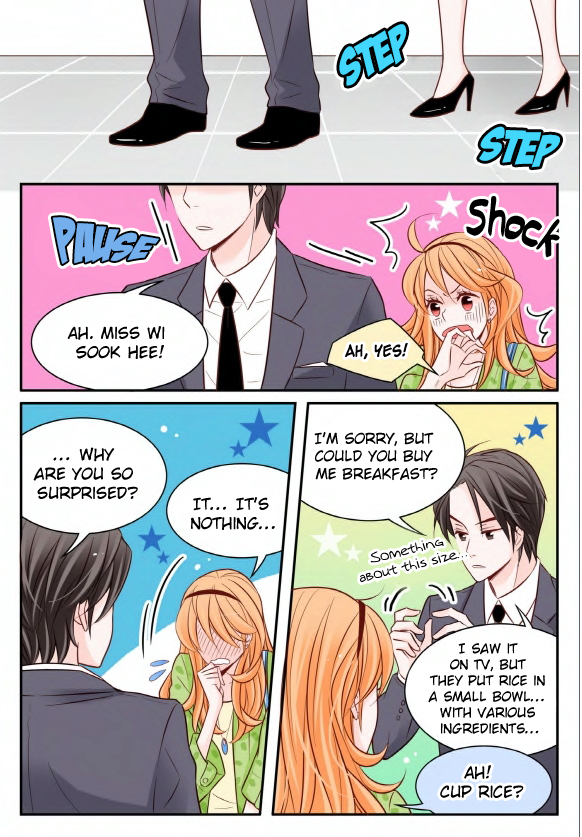 STEP
STEP
PAUSE
Shock
AH. MISS WI
SOOK HEE!
AH, YES!
... WHY
ARE YOU SO
SURPRISED?
IT... IT'S
NOTHING...
I'M SORRY, BUT
COULD YOU BUY
ME BREAKFAST?
Something
about this size...
I SAW IT
ON TV, BUT
THEY PUT RICE IN
A SMALL BOWL...
WITH VARIOUS
INGREDIENTS...
AH!
CUP RICE?